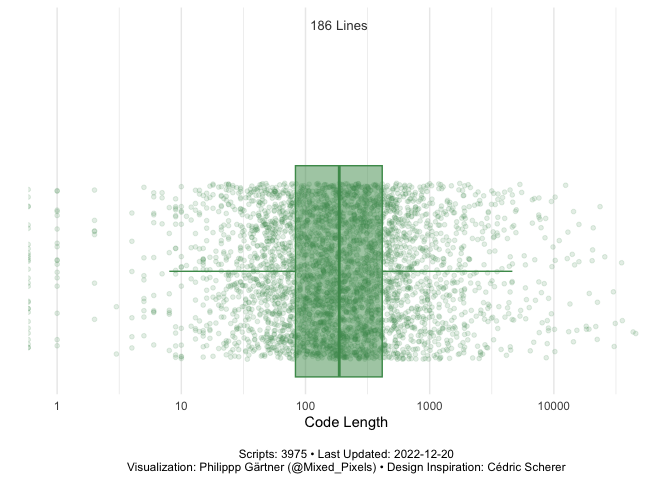 186 Lines
1 10 100 1000 10000
Code Length
Scripts: 3975 • Last Updated: 2022-12-20
Visualization: Philippp Gärtner (@Mixed_Pixels) • Design Inspiration: Cédric Scherer